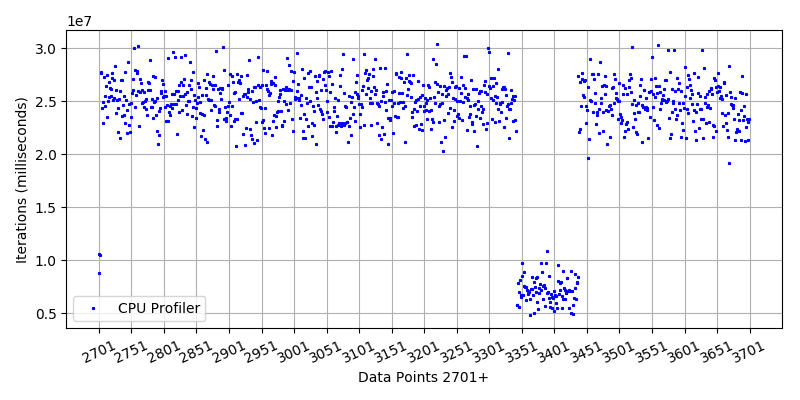 1e7
3.0
2.5
2.0
1.5
1.0
0.5
Iterations (milliseconds)
CPU Profiler
2701 2751 2801 2851 2901 2951 3001 3051 3101 3151 3201 3251 3301 3351 3401 3451 3501 3551 3601 3651 3701
Data Points 2701+